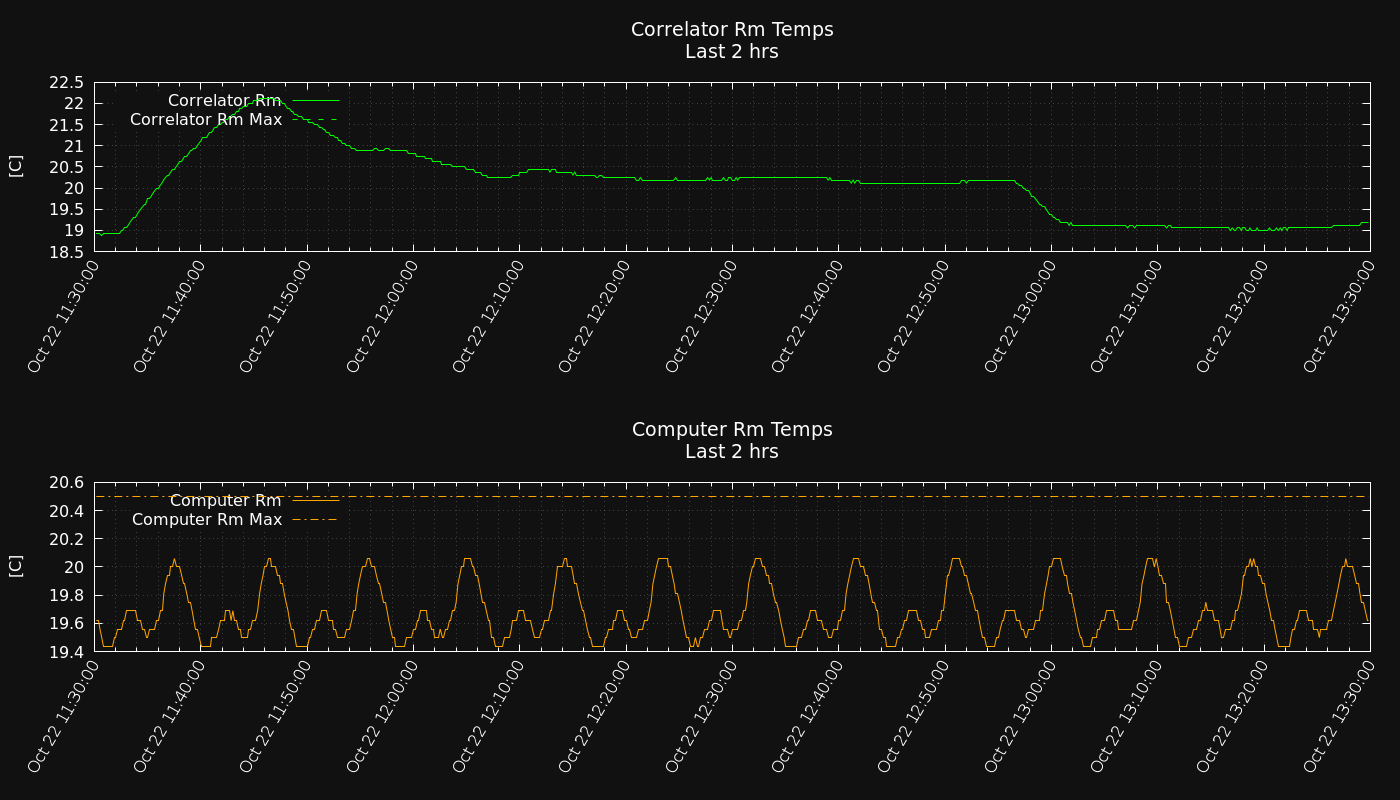 Correlator Rm Temps
Last 2 hrs
22.5
22
21.5
21
20.5
20
19.5
19
18.5
[C]
Correlator Rm
Correlator Rm Max
Oct 22 11:30:00
Oct 22 11:40:00
Oct 22 11:50:00
Oct 22 12:00:00
Oct 22 12:10:00
Oct 22 12:20:00
Oct 22 12:30:00
Oct 22 12:40:00
Oct 22 12:50:00
Oct 22 13:00:00
Oct 22 13:10:00
Oct 22 13:20:00
Oct 22 13:30:00
Computer Rm Temps
Last 2 hrs
20.6
20.4
20.2
20
19.8
19.6
19.4
[C]
Computer Rm
Computer Rm Max
Oct 22 11:30:00
Oct 22 11:40:00
Oct 22 11:50:00
Oct 22 12:00:00
Oct 22 12:10:00
Oct 22 12:20:00
Oct 22 12:30:00
Oct 22 12:40:00
Oct 22 12:50:00
Oct 22 13:00:00
Oct 22 13:10:00
Oct 22 13:20:00
Oct 22 13:30:00